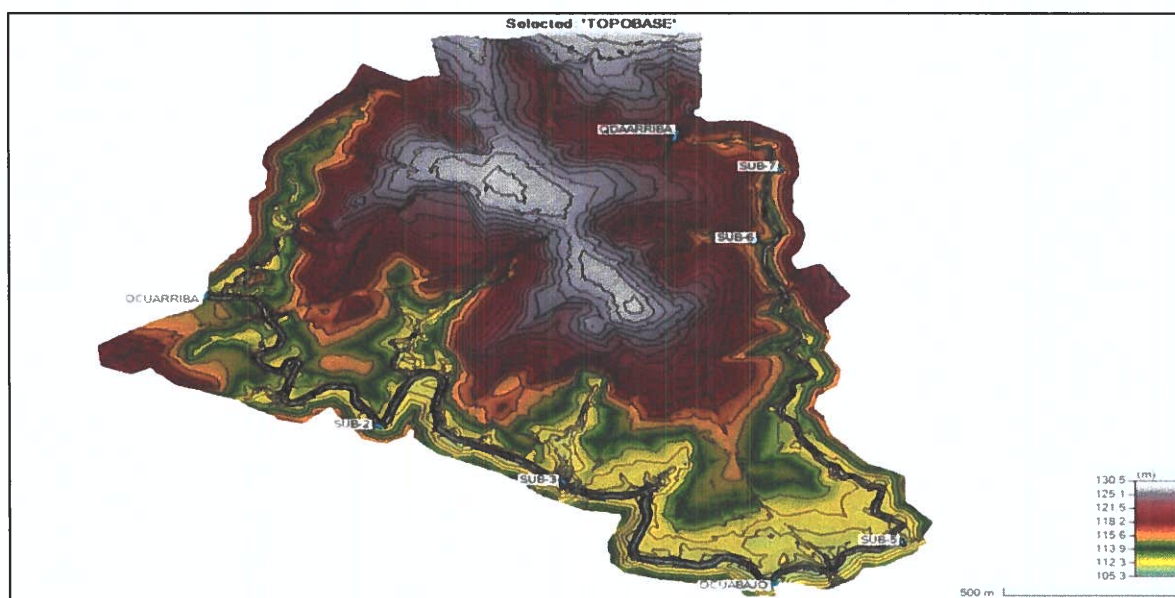 Selected 'TOPOBASE'
QDAARRIBA
SUB-7
SUB-6
OCUARRIBA
SUB-2
SUB-3
SUB-5
OCUABAJO
(m)
130.5
125.1
121.5
118.2
115.6
113.9
112.3
105.3
500 m